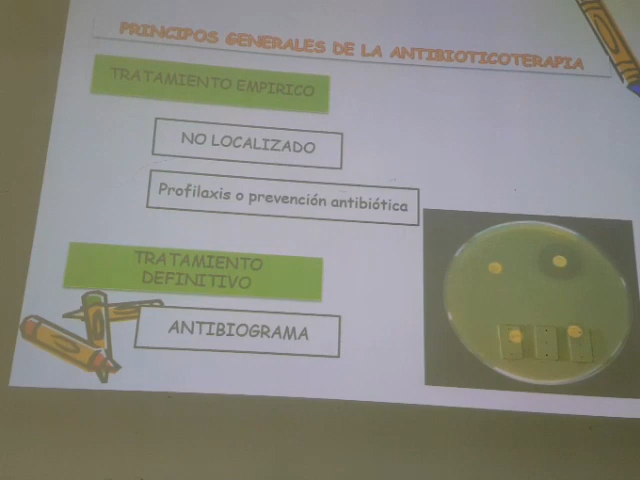 PRINCIPOS GENERALES DE LA ANTIBIOTICOTERAPIA
TRATAMIENTO EMPIRICO
NO LOCALIZADO
Profilaxis o prevención antibiótica
TRATAMIENTO
DEFINITIVO
ANTIBIOGRAMA